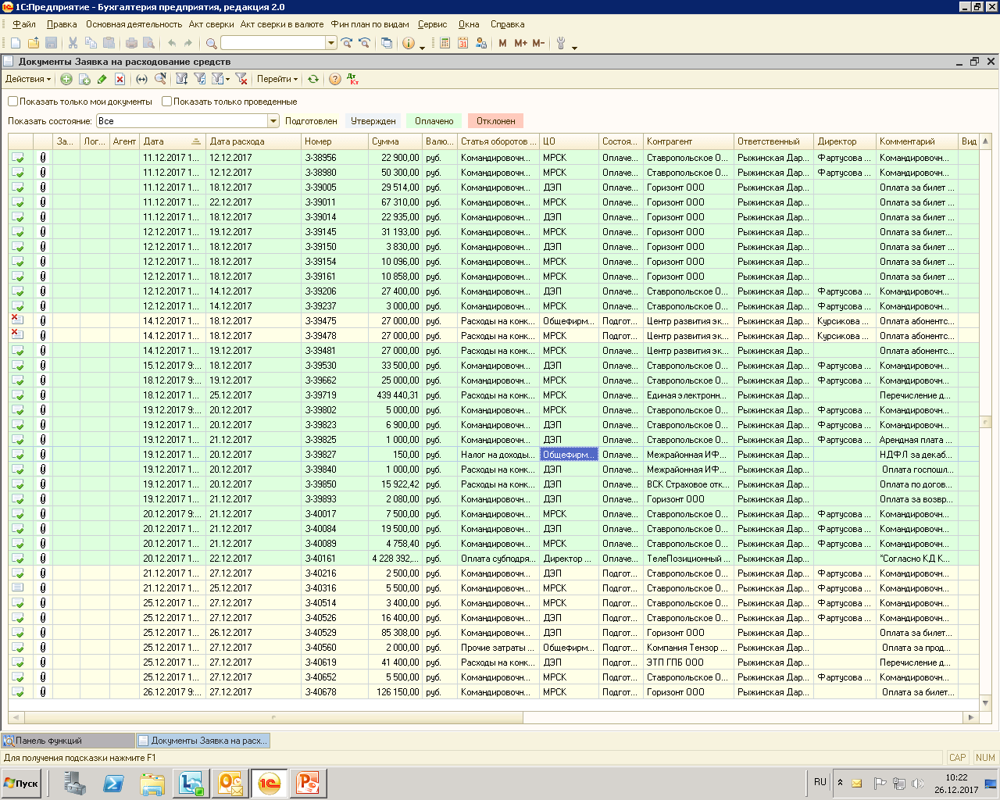 1С:Предприятие - Бухгалтерия предприятия, редакция 2.0
Файл Правка Основная деятельность Акт сверки Акт сверки в валюте Фин план по видам Сервис Окна Справка
M M+ M-
Документы Заявка на расходование средств
Действия Перейти Дт Кт
Показать только мои документы Показать только проведенные
Показать состояние: Все Подготовлен Утвержден Оплачено Отклонен
За... Лог... Агент Дата Дата расхода Номер Сумма Валю... Статья оборотов ... ЦО Состоя... Контрагент Ответственный Директор Комментарий Вид
11.12.2017 1... 12.12.2017 З-38956 22 900,00 руб. Командировочн... МРСК Оплаче... Ставропольское О... Рыжинская Дар... Фартусова ... Командировочн...
11.12.2017 1... 12.12.2017 З-38980 50 300,00 руб. Командировочн... МРСК Оплаче... Ставропольское О... Рыжинская Дар... Фартусова ... Командировочн...
11.12.2017 1... 18.12.2017 З-39005 29 514,00 руб. Командировочн... ДЭП Оплаче... Горизонт ООО Рыжинская Дар... Оплата за билет ...
11.12.2017 1... 22.12.2017 З-39011 67 310,00 руб. Командировочн... МРСК Оплаче... Горизонт ООО Рыжинская Дар... Оплата за билет ...
11.12.2017 1... 18.12.2017 З-39014 22 935,00 руб. Командировочн... ДЭП Оплаче... Горизонт ООО Рыжинская Дар... Оплата за билет ...
12.12.2017 1... 19.12.2017 З-39145 31 193,00 руб. Командировочн... МРСК Оплаче... Горизонт ООО Рыжинская Дар... Оплата за билет ...
12.12.2017 1... 18.12.2017 З-39150 3 830,00 руб. Командировочн... ДЭП Оплаче... Горизонт ООО Рыжинская Дар... Оплата за билет ...
12.12.2017 1... 18.12.2017 З-39154 10 096,00 руб. Командировочн... МРСК Оплаче... Горизонт ООО Рыжинская Дар... Оплата за билет ...
12.12.2017 1... 18.12.2017 З-39161 10 858,00 руб. Командировочн... МРСК Оплаче... Горизонт ООО Рыжинская Дар... Оплата за билет ...
12.12.2017 1... 14.12.2017 З-39206 27 400,00 руб. Командировочн... ДЭП Оплаче... Ставропольское О... Рыжинская Дар... Фартусова ... Командировочн...
12.12.2017 1... 14.12.2017 З-39237 3 000,00 руб. Командировочн... МРСК Оплаче... Ставропольское О... Рыжинская Дар... Фартусова ... Командировочн...
14.12.2017 1... 18.12.2017 З-39475 27 000,00 руб. Расходы на конк... Общефирм... Подгот... Центр развития эк... Рыжинская Дар... Курсикова ... Оплата абонентс...
14.12.2017 1... 18.12.2017 З-39478 27 000,00 руб. Расходы на конк... МРСК Подгот... Центр развития эк... Рыжинская Дар... Курсикова ... Оплата абонентс...
14.12.2017 1... 19.12.2017 З-39481 27 000,00 руб. Расходы на конк... МРСК Оплаче... Центр развития эк... Рыжинская Дар... Оплата абонентс...
15.12.2017 9:... 18.12.2017 З-39530 33 500,00 руб. Командировочн... ДЭП Оплаче... Ставропольское О... Рыжинская Дар... Фартусова ... Командировочн...
18.12.2017 9:... 19.12.2017 З-39662 25 000,00 руб. Командировочн... МРСК Оплаче... Ставропольское О... Рыжинская Дар... Фартусова ... Командировочн...
18.12.2017 1... 25.12.2017 З-39719 439 440,31 руб. Расходы на конк... МРСК Оплаче... Единая электронн... Рыжинская Дар... Перечисление д...
19.12.2017 9:... 20.12.2017 З-39802 5 000,00 руб. Командировочн... МРСК Оплаче... Ставропольское О... Рыжинская Дар... Фартусова ... Командировочн...
19.12.2017 1... 20.12.2017 З-39823 6 900,00 руб. Командировочн... ДЭП Оплаче... Ставропольское О... Рыжинская Дар... Фартусова ... Командировочн...
19.12.2017 1... 21.12.2017 З-39825 1 000,00 руб. Командировочн... ДЭП Оплаче... Ставропольское О... Рыжинская Дар... Фартусова ... Арендная плата ...
19.12.2017 1... 20.12.2017 З-39827 150,00 руб. Налог на доходы... Общефирм... Оплаче... Межрайонная ИФ... Рыжинская Дар... НДФЛ за декаб...
19.12.2017 1... 20.12.2017 З-39840 1 000,00 руб. Расходы на конк... ДЭП Оплаче... Межрайонная ИФ... Рыжинская Дар... Оплата госпошл...
19.12.2017 1... 20.12.2017 З-39850 15 922,42 руб. Расходы на конк... ДЭП Оплаче... ВСК Страховое отк... Рыжинская Дар... Оплата по догов...
19.12.2017 1... 21.12.2017 З-39893 2 080,00 руб. Командировочн... ДЭП Оплаче... Горизонт ООО Рыжинская Дар... Оплата за возвр...
20.12.2017 9:... 21.12.2017 З-40017 7 500,00 руб. Командировочн... МРСК Оплаче... Ставропольское О... Рыжинская Дар... Фартусова ... Командировочн...
20.12.2017 1... 21.12.2017 З-40084 19 500,00 руб. Командировочн... ДЭП Оплаче... Ставропольское О... Рыжинская Дар... Фартусова ... Командировочн...
20.12.2017 1... 21.12.2017 З-40089 4 758,40 руб. Командировочн... МРСК Оплаче... Ставропольское О... Рыжинская Дар... Фартусова ... Командировочн...
20.12.2017 1... 22.12.2017 З-40161 4 228 392,... руб. Оплата субподря... Директор ... Оплаче... ТелеПозиционный ... Рыжинская Дар... "Согласно КД К...
21.12.2017 1... 27.12.2017 З-40216 2 500,00 руб. Командировочн... ДЭП Подгот... Ставропольское О... Рыжинская Дар... Фартусова ... Командировочн...
21.12.2017 1... 25.12.2017 З-40316 5 500,00 руб. Командировочн... МРСК Подгот... Ставропольское О... Рыжинская Дар... Фартусова ... Командировочн...
25.12.2017 1... 27.12.2017 З-40514 3 400,00 руб. Командировочн... МРСК Подгот... Ставропольское О... Рыжинская Дар... Фартусова ... Командировочн...
25.12.2017 1... 27.12.2017 З-40526 16 400,00 руб. Командировочн... ДЭП Подгот... Ставропольское О... Рыжинская Дар... Фартусова ... Командировочн...
25.12.2017 1... 26.12.2017 З-40529 85 308,00 руб. Командировочн... ДЭП Подгот... Горизонт ООО Рыжинская Дар... Оплата за билет...
25.12.2017 1... 27.12.2017 З-40560 2 000,00 руб. Прочие затраты ... Общефирм... Подгот... Компания Тензор ... Рыжинская Дар... Оплата за прод...
25.12.2017 1... 27.12.2017 З-40619 41 400,00 руб. Расходы на конк... ДЭП Подгот... ЭТП ГПБ ООО Рыжинская Дар... Перечисление д...
25.12.2017 1... 27.12.2017 З-40652 5 500,00 руб. Командировочн... МРСК Подгот... Ставропольское О... Рыжинская Дар... Фартусова ... Командировочн...
26.12.2017 9:... 27.12.2017 З-40678 126 150,00 руб. Командировочн... МРСК Подгот... Горизонт ООО Рыжинская Дар... Оплата за билет...
Панель функций Документы Заявка на расх...
Для получения подсказки нажмите F1 CAP NUM
Пуск RU 10:22
26.12.2017